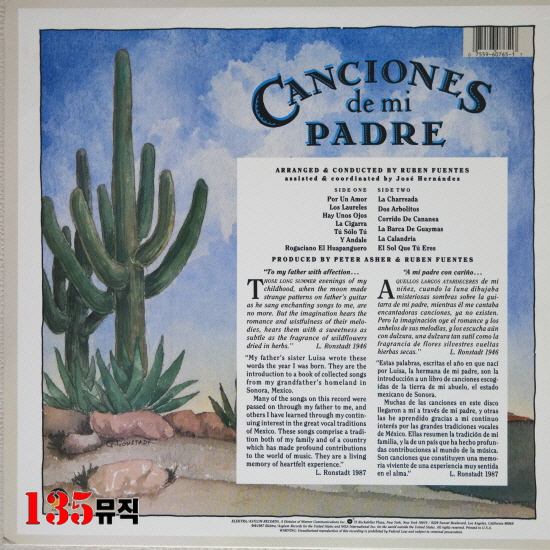 0 7559-60765-1 1
CANCIONES
de mi
PADRE
ARRANGED & CONDUCTED BY RUBEN FUENTES
assisted & coordinated by José Hernández
SIDE ONE
Por Un Amor
Los Laureles
Hay Unos Ojos
La Cigarra
Tú Sólo Tú
Y Andale
Rogaciano El Huapanguero
SIDE TWO
La Charreada
Dos Arbolitos
Corrido De Cananea
La Barca De Guaymas
La Calandria
El Sol Que Tú Eres
PRODUCED BY PETER ASHER & RUBEN FUENTES
"To my father with affection...
THOSE LONG SUMMER evenings of my
childhood, when the moon made
strange patterns on father's guitar
as he sang enchanting songs to me, are
no more. But the imagination hears the
romance and wistfulness of their melo-
dies, hears them with a sweetness as
subtle as the fragrance of wildflowers
dried in herbs."
L. Ronstadt 1946
"My father's sister Luisa wrote these
words the year I was born. They are the
introduction to a book of collected songs
from my grandfather's homeland in
Sonora, Mexico.
Many of the songs on this record were
passed on through my father to me, and
others I have learned through my contin-
uing interest in the great vocal traditions
of Mexico. These songs comprise a tradi-
tion both of my family and of a country
which has made profound contributions
to the world of music. They are a living
memory of heartfelt experience."
L. Ronstadt 1987
"A mi padre con cariño...
AQUELLOS LARGOS ATARDECERES de mi
niñez, cuando la luna dibujaba
misteriosas sombras sobre la gui-
tarra de mi padre, mientras él me cantaba
encantadoras canciones, ya no existen.
Pero la imaginación oye el romance y los
anhelos de sus melodías, y los escucha aún
con dulzura, una dulzura tan sutil como la
fragrancia de flores silvestres vueltas
hierbas secas."
L. Ronstadt 1946
"Estas palabras, escritas el año en que nací
por Luisa, la hermana de mi padre, son la
introducción a un libro de canciones escogi-
das de la tierra de mi abuelo, el estado
mexicano de Sonora.
Muchas de las canciones en este disco
llegaron a mí a través de mi padre, y otras
las he aprendido gracias a mi continuo
interés por las grandes tradiciones vocales
de México. Ellas resumen la tradición de mi
familia, y la de un país que ha hecho profun-
das contribuciones al mundo de la música.
Son canciones que constituyen una memo-
ria viviente de una experiencia muy sentida
en el alma."
L. Ronstadt 1987
135뮤직